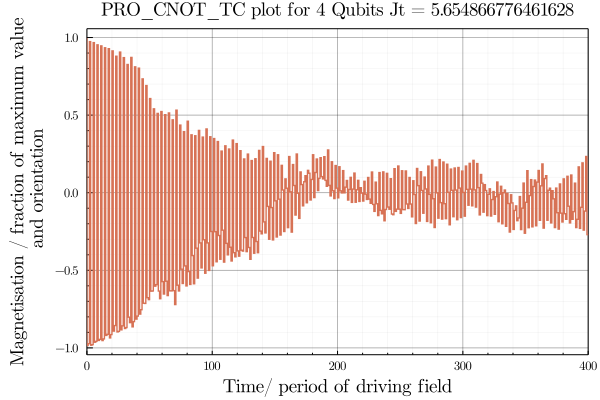 PRO_CNOT_TC plot for 4 Qubits Jt = 5.654866776461628
Magnetisation / fraction of maximum value
and orientation
1.0
0.5
0.0
−0.5
−1.0
0 100 200 300 400
Time/ period of driving field